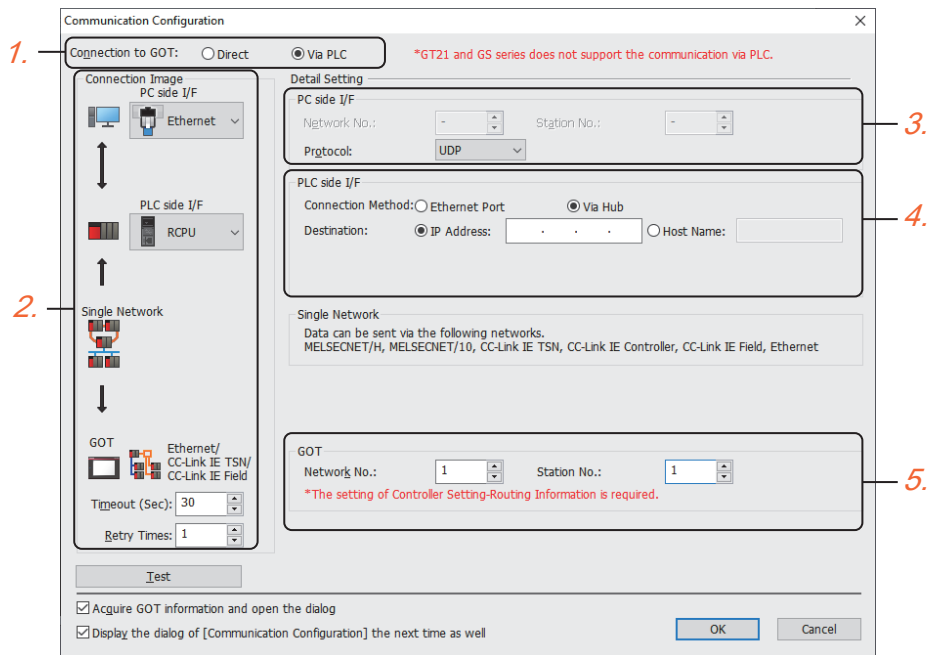 Communication Configuration
1.
Connection to GOT: Direct Via PLC *GT21 and GS series does not support the communication via PLC.
Connection Image
PC side I/F
Ethernet
PLC side I/F
RCPU
2.
Single Network
GOT
Ethernet/
CC-Link IE TSN/
CC-Link IE Field
Timeout (Sec): 30
Retry Times: 1
Detail Setting
PC side I/F
Network No.: - Station No.: -
3.
Protocol: UDP
PLC side I/F
Connection Method: Ethernet Port Via Hub
4.
Destination: IP Address: . . . Host Name:
Single Network
Data can be sent via the following networks.
MELSECNET/H, MELSECNET/10, CC-Link IE TSN, CC-Link IE Controller, CC-Link IE Field, Ethernet
GOT
Network No.: 1 Station No.: 1
5.
*The setting of Controller Setting-Routing Information is required.
Test
Acquire GOT information and open the dialog
Display the dialog of [Communication Configuration] the next time as well
OK Cancel